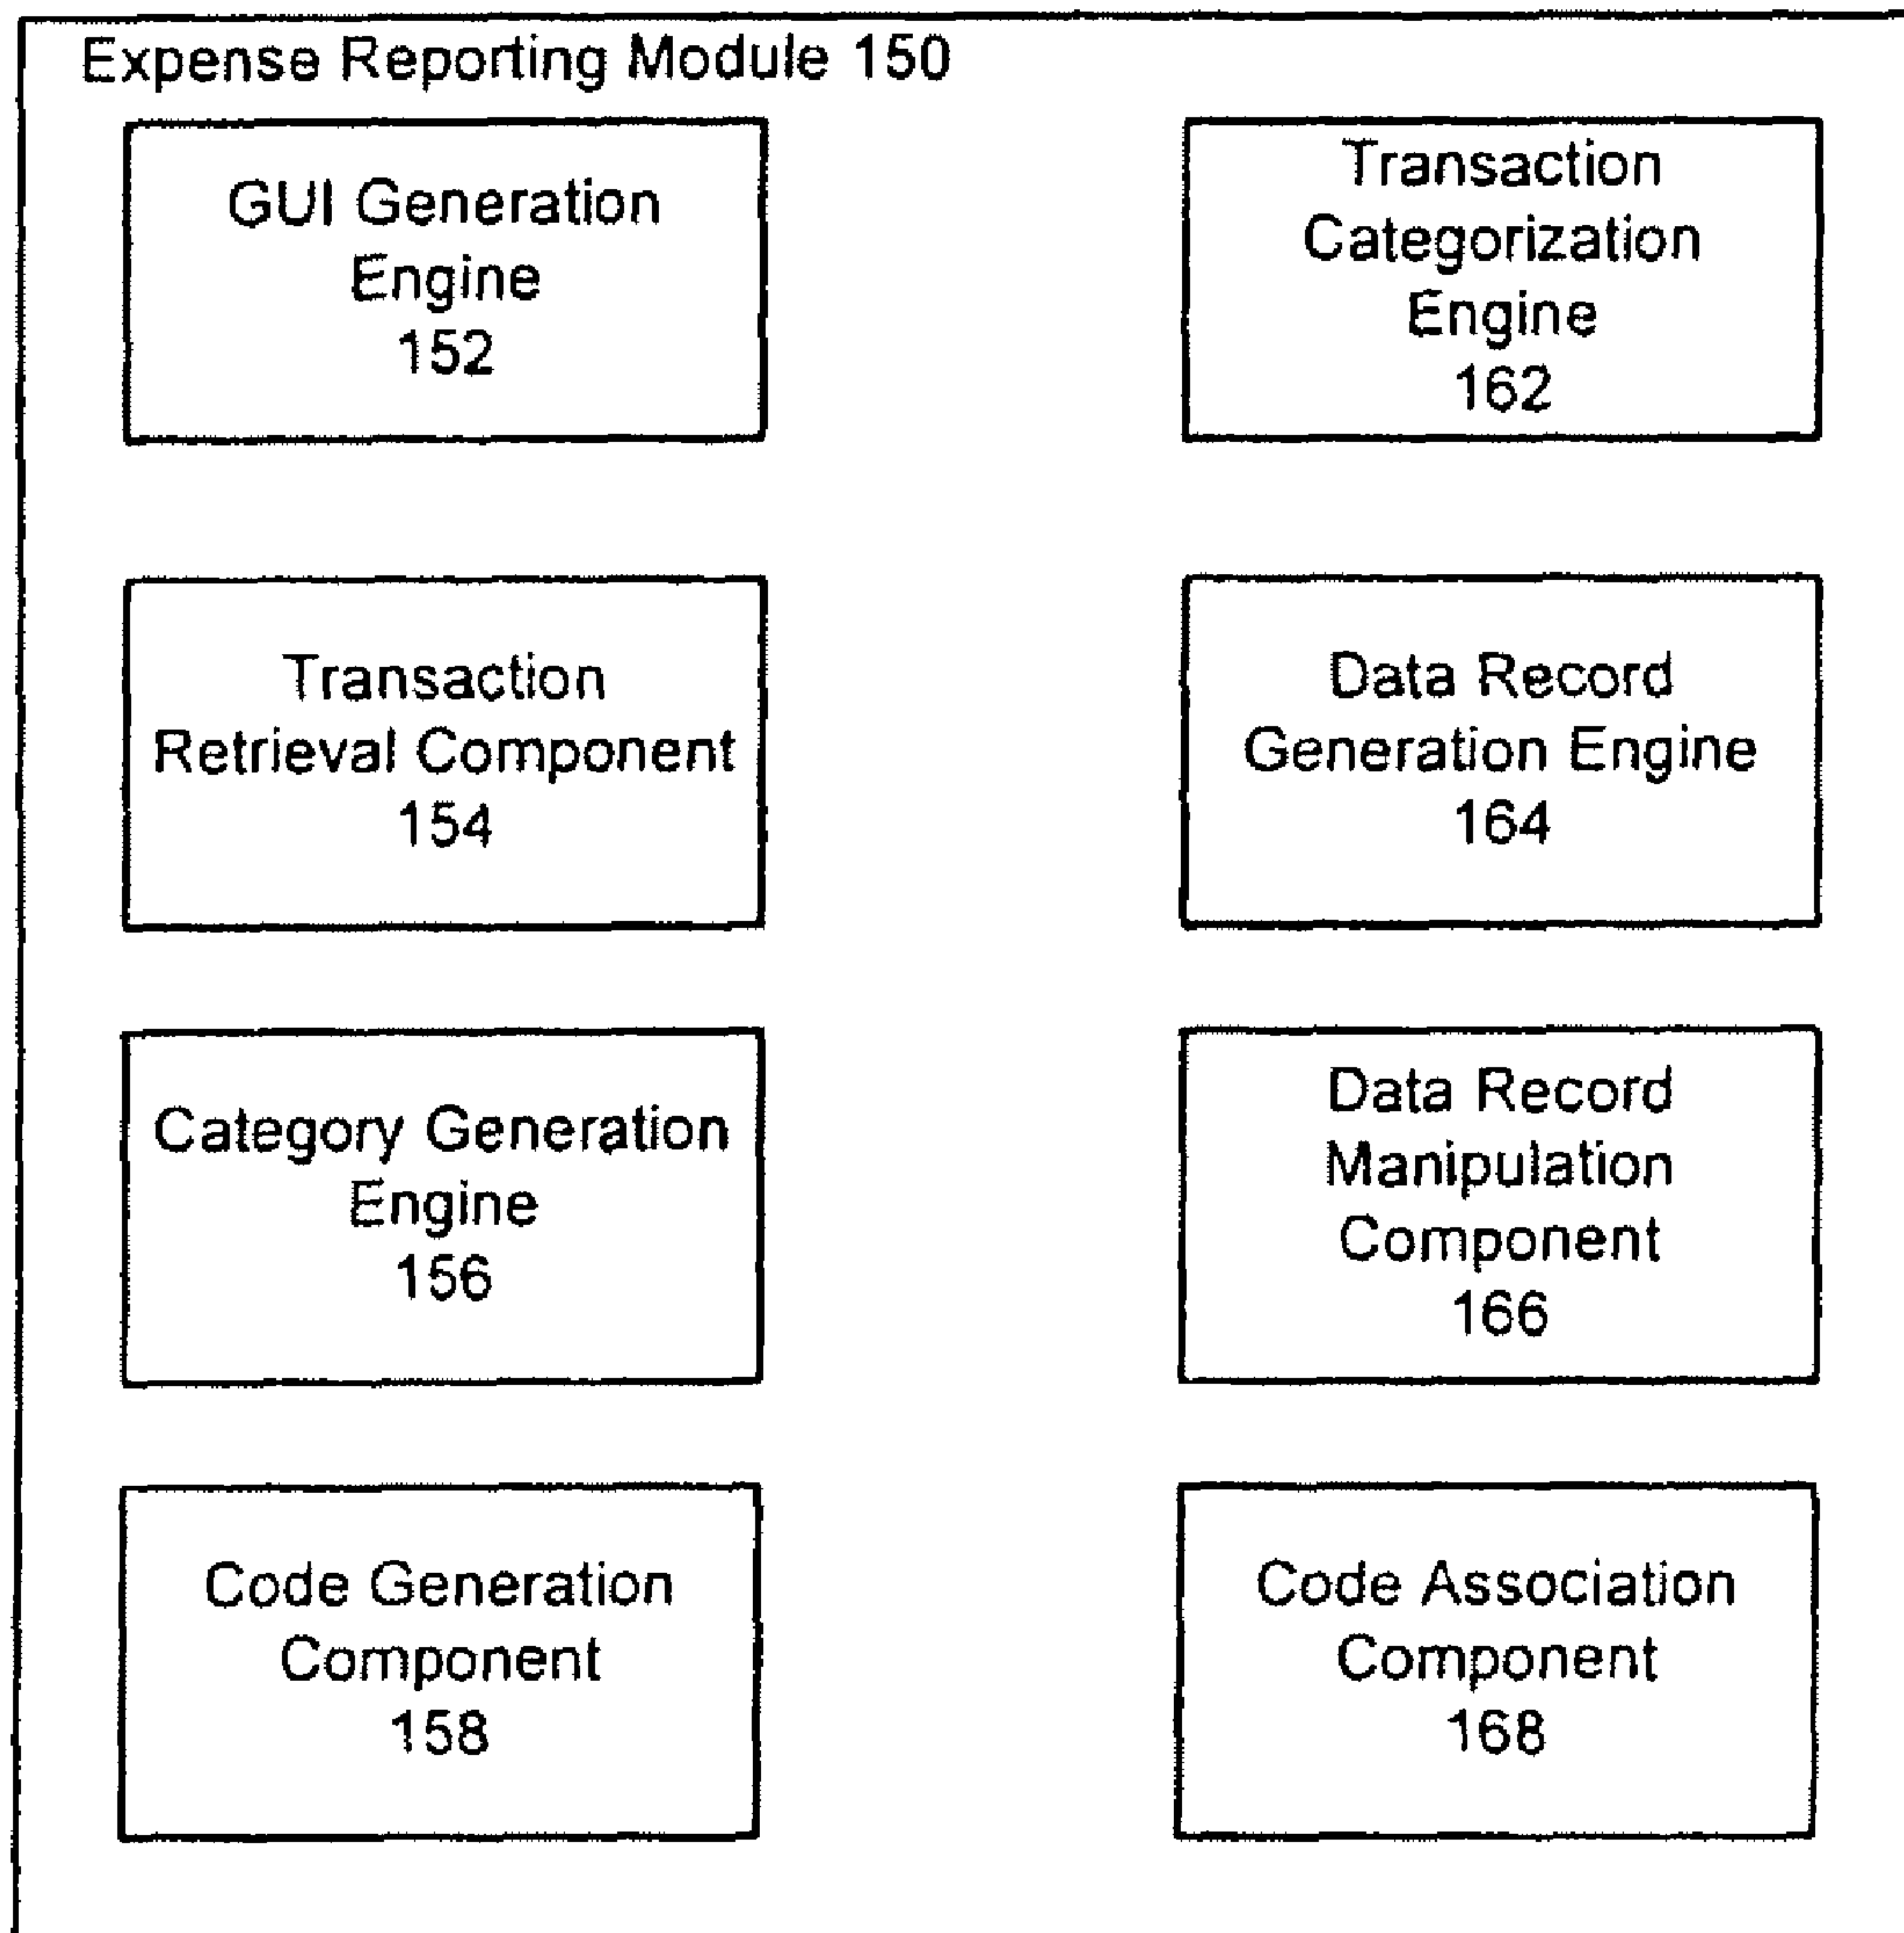 Expense Reporting Module 150
GUI Generation
Engine
152
Transaction
Categorization
Engine
162
Transaction
Retrieval Component
154
Data Record
Generation Engine
164
Category Generation
Engine
156
Data Record
Manipulation
Component
166
Code Generation
Component
158
Code Association
Component
168